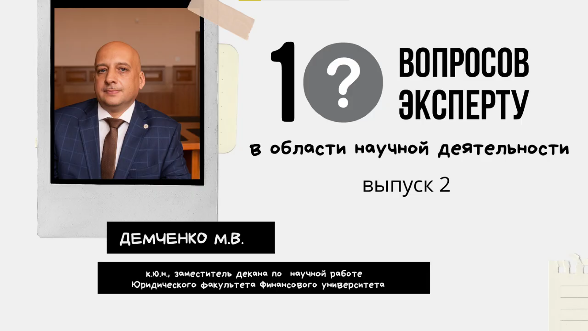 10 ВОПРОСОВ
ЭКСПЕРТУ
в области научной деятельности
выпуск 2
ДЕМЧЕНКО М.В.
к.ю.н., заместитель декана по научной работе
Юридического факультета Финансового университета